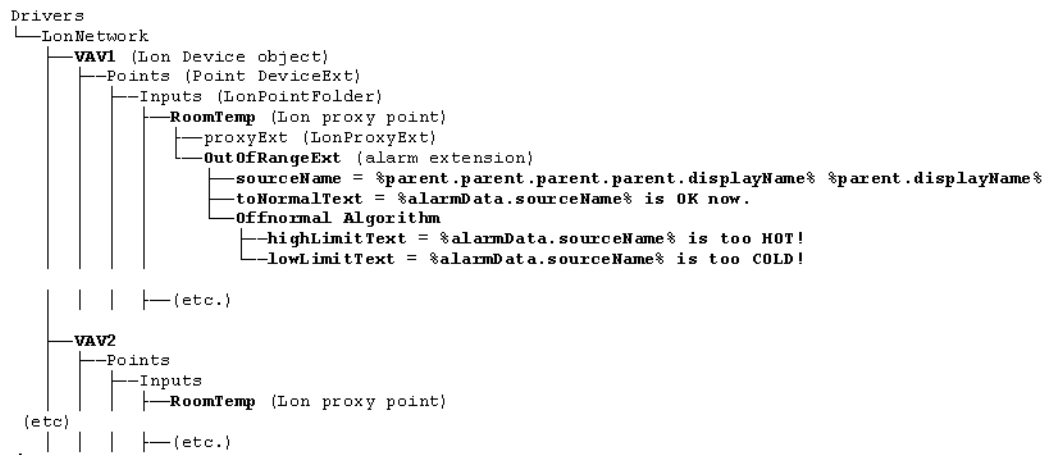 Drivers
LonNetwork
VAV1 (Lon Device object)
Points (Point DeviceExt)
Inputs (LonPointFolder)
RoomTemp (Lon proxy point)
proxyExt (LonProxyExt)
OutOfRangeExt (alarm extension)
sourceName = %parent.parent.parent.parent.displayName% %parent.displayName%
toNormalText = %alarmData.sourceName% is OK now.
Offnormal Algorithm
highLimitText = %alarmData.sourceName% is too HOT!
lowLimitText = %alarmData.sourceName% is too COLD!
(etc.)
VAV2
Points
Inputs
RoomTemp (Lon proxy point)
(etc)
(etc.)